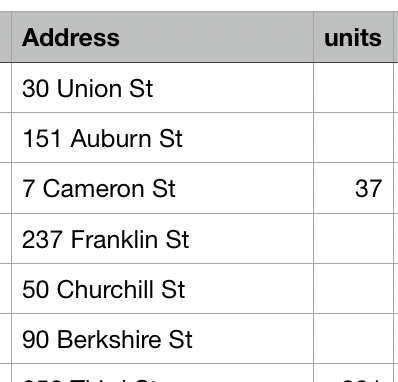 Address units
30 Union St
151 Auburn St
7 Cameron St 37
237 Franklin St
50 Churchill St
90 Berkshire St